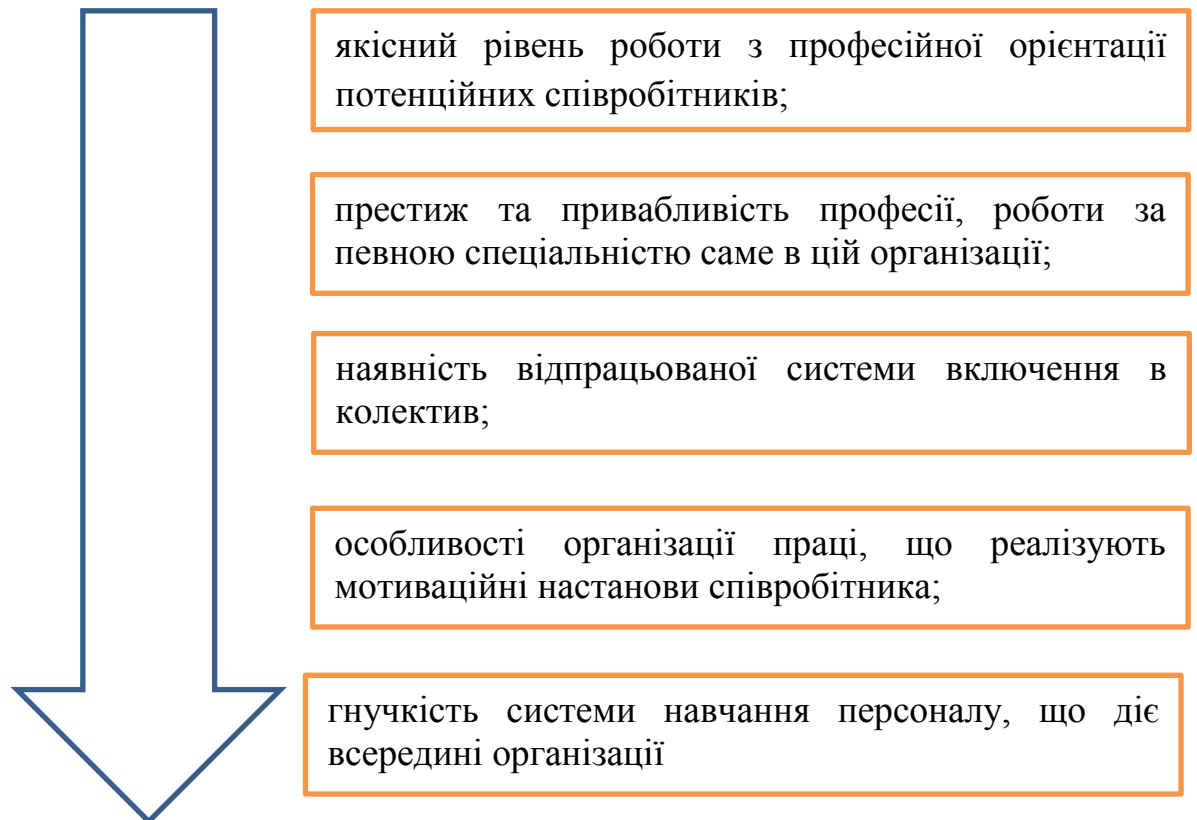 якісний рівень роботи з професійної орієнтації
потенційних співробітників;
престиж та привабливість професії, роботи за
певною спеціальністю саме в цій організації;
наявність відпрацьованої системи включення в
колектив;
особливості організації праці, що реалізують
мотиваційні настанови співробітника;
гнучкість системи навчання персоналу, що діє
всередині організації